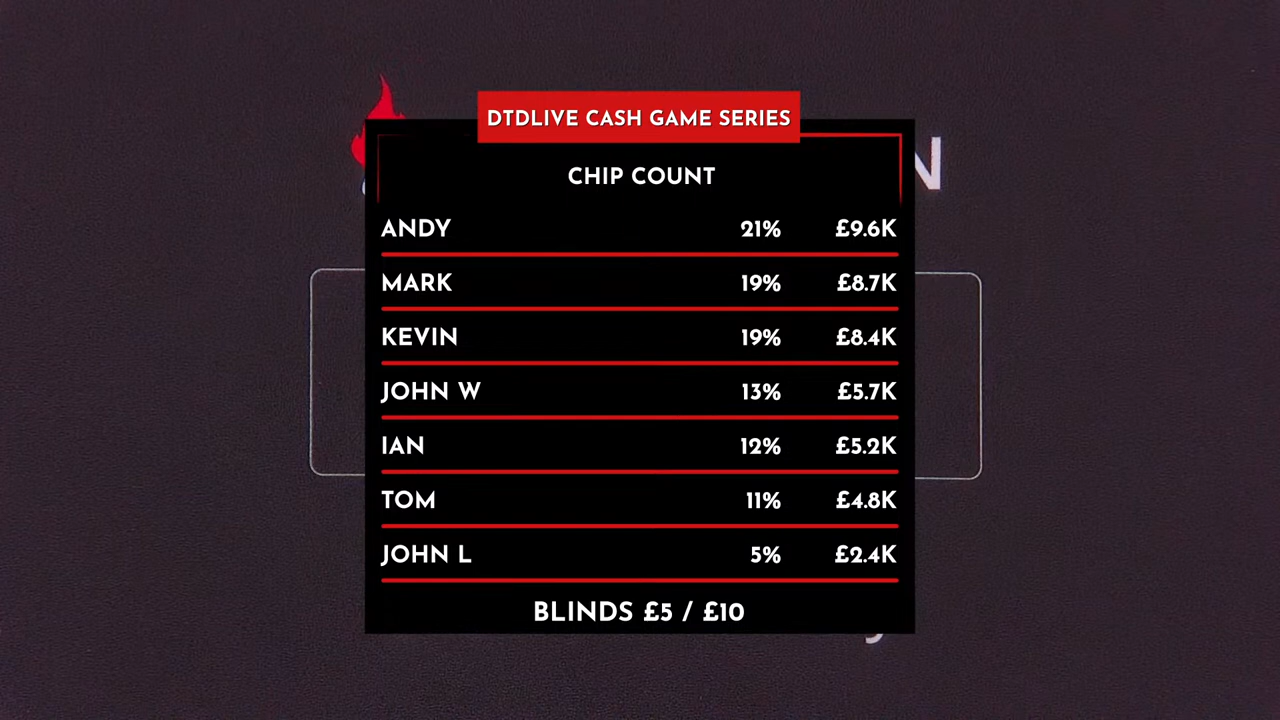 DTDLIVE CASH GAME SERIES
CHIP COUNT
ANDY 21% £9.6K
MARK 19% £8.7K
KEVIN 19% £8.4K
JOHN W 13% £5.7K
IAN 12% £5.2K
TOM 11% £4.8K
JOHN L 5% £2.4K
BLINDS £5 / £10